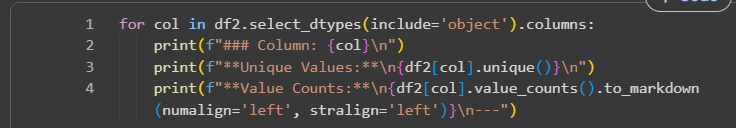 1 for col in df2.select_dtypes(include='object').columns:
2     print(f"### Column: {col}\n")
3     print(f"**Unique Values:**\n{df2[col].unique()}\n")
4     print(f"**Value Counts:**\n{df2[col].value_counts().to_markdown
    (numalign='left', stralign='left')}\n---")